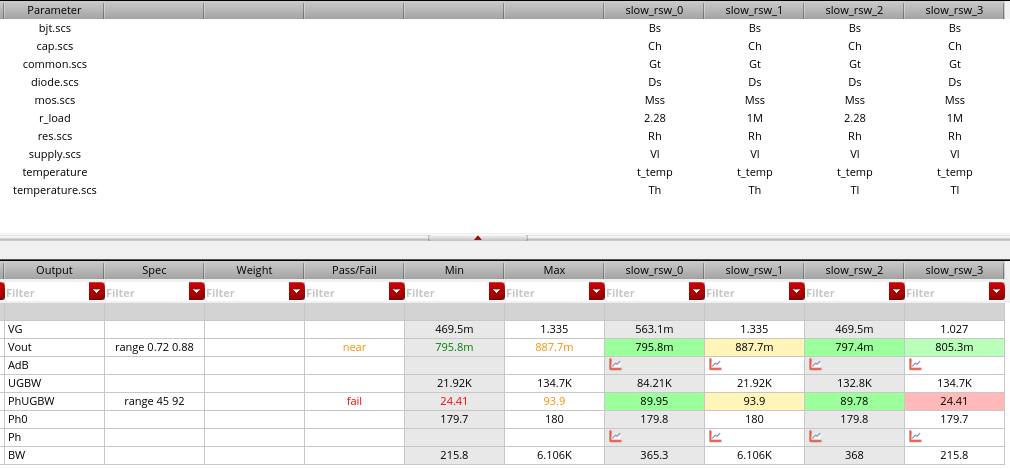 Parameter slow_rsw_0 slow_rsw_1 slow_rsw_2 slow_rsw_3
bjt.scs Bs Bs Bs Bs
cap.scs Ch Ch Ch Ch
common.scs Gt Gt Gt Gt
diode.scs Ds Ds Ds Ds
mos.scs Mss Mss Mss Mss
r_load 2.28 1M 2.28 1M
res.scs Rh Rh Rh Rh
supply.scs Vl Vl Vl Vl
temperature t_temp t_temp t_temp t_temp
temperature.scs Th Th Tl Tl
Output Spec Weight Pass/Fail Min Max slow_rsw_0 slow_rsw_1 slow_rsw_2 slow_rsw_3
Filter Filter Filter Filter Filter Filter Filter Filter Filter Filter
VG 469.5m 1.335 563.1m 1.335 469.5m 1.027
Vout range 0.72 0.88 near 795.8m 887.7m 795.8m 887.7m 797.4m 805.3m
AdB
UGBW 21.92K 134.7K 84.21K 21.92K 132.8K 134.7K
PhUGBW range 45 92 fail 24.41 93.9 89.95 93.9 89.78 24.41
Ph0 179.7 180 179.8 180 179.8 179.7
Ph
BW 215.8 6.106K 365.3 6.106K 368 215.8